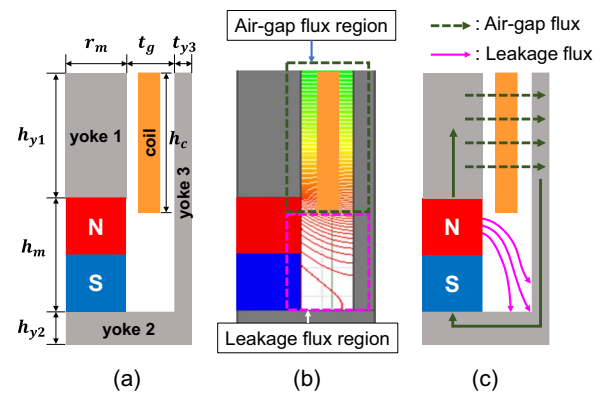 r_m t_g t_y3
h_y1
yoke 1
coil
h_c
yoke 3
N
h_m
S
h_y2
yoke 2
(a)
Air-gap flux region
Leakage flux region
(b)
: Air-gap flux
: Leakage flux
N
S
(c)